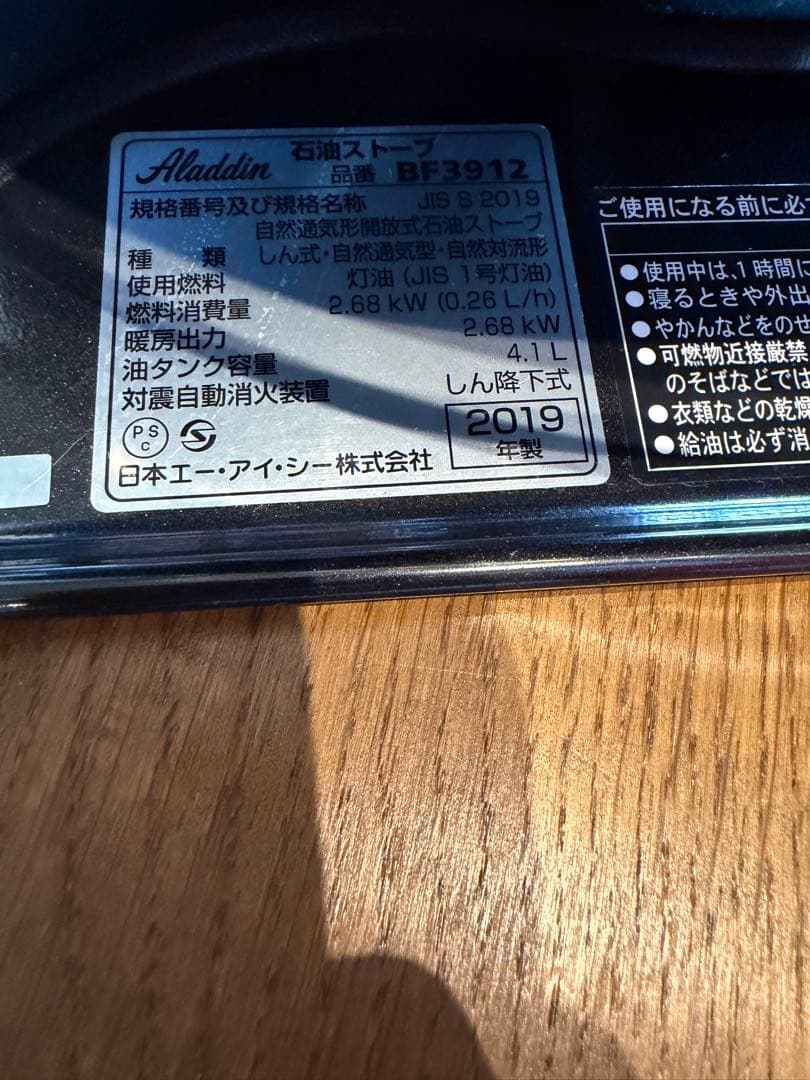 Aladdin 石油ストーブ
品番 BF3912
規格番号及び規格名称 JIS S 2019
自然通気形開放式石油ストーブ
種類 しん式・自然通気型・自然対流形
使用燃料 灯油 (JIS 1号灯油)
燃料消費量 2.68 kW (0.26 L/h)
暖房出力 2.68 kW
油タンク容量 4.1 L
対震自動消火装置 しん降下式
PS C
2019
年製
日本エー・アイ・シー株式会社
ご使用になる前に必ず
●使用中は、1時間に
●寝るときや外出
●やかんなどをのせ
●可燃物近接厳禁
のそばなどでは
●衣類などの乾燥
●給油は必ず消